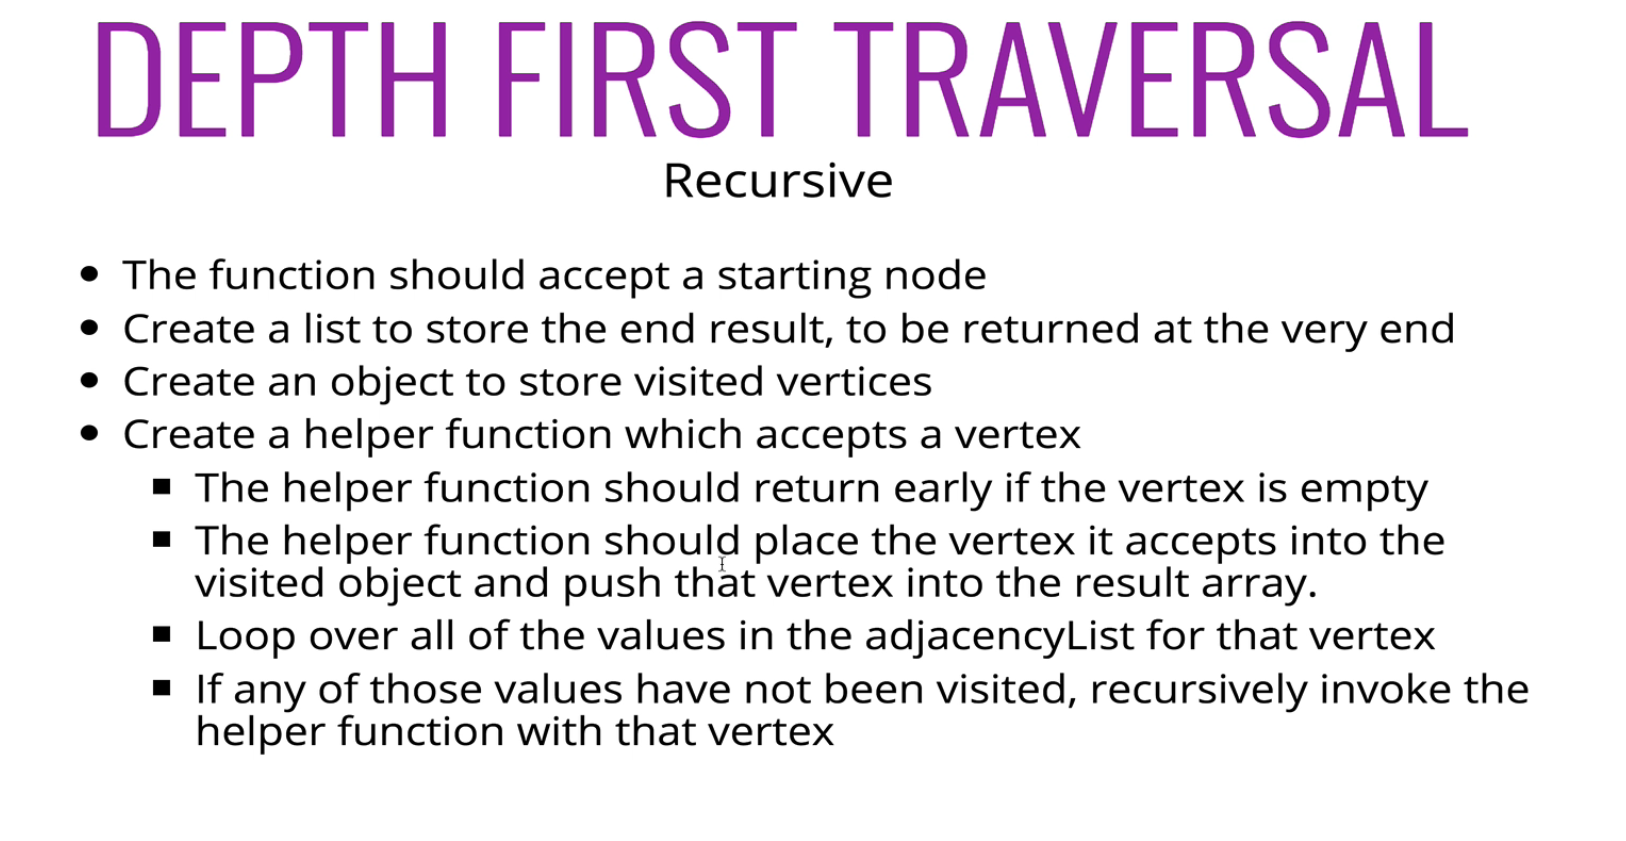 DEPTH FIRST TRAVERSAL
Recursive
• The function should accept a starting node
• Create a list to store the end result, to be returned at the very end
• Create an object to store visited vertices
• Create a helper function which accepts a vertex
▪ The helper function should return early if the vertex is empty
▪ The helper function should place the vertex it accepts into the
visited object and push that vertex into the result array.
▪ Loop over all of the values in the adjacencyList for that vertex
▪ If any of those values have not been visited, recursively invoke the
helper function with that vertex